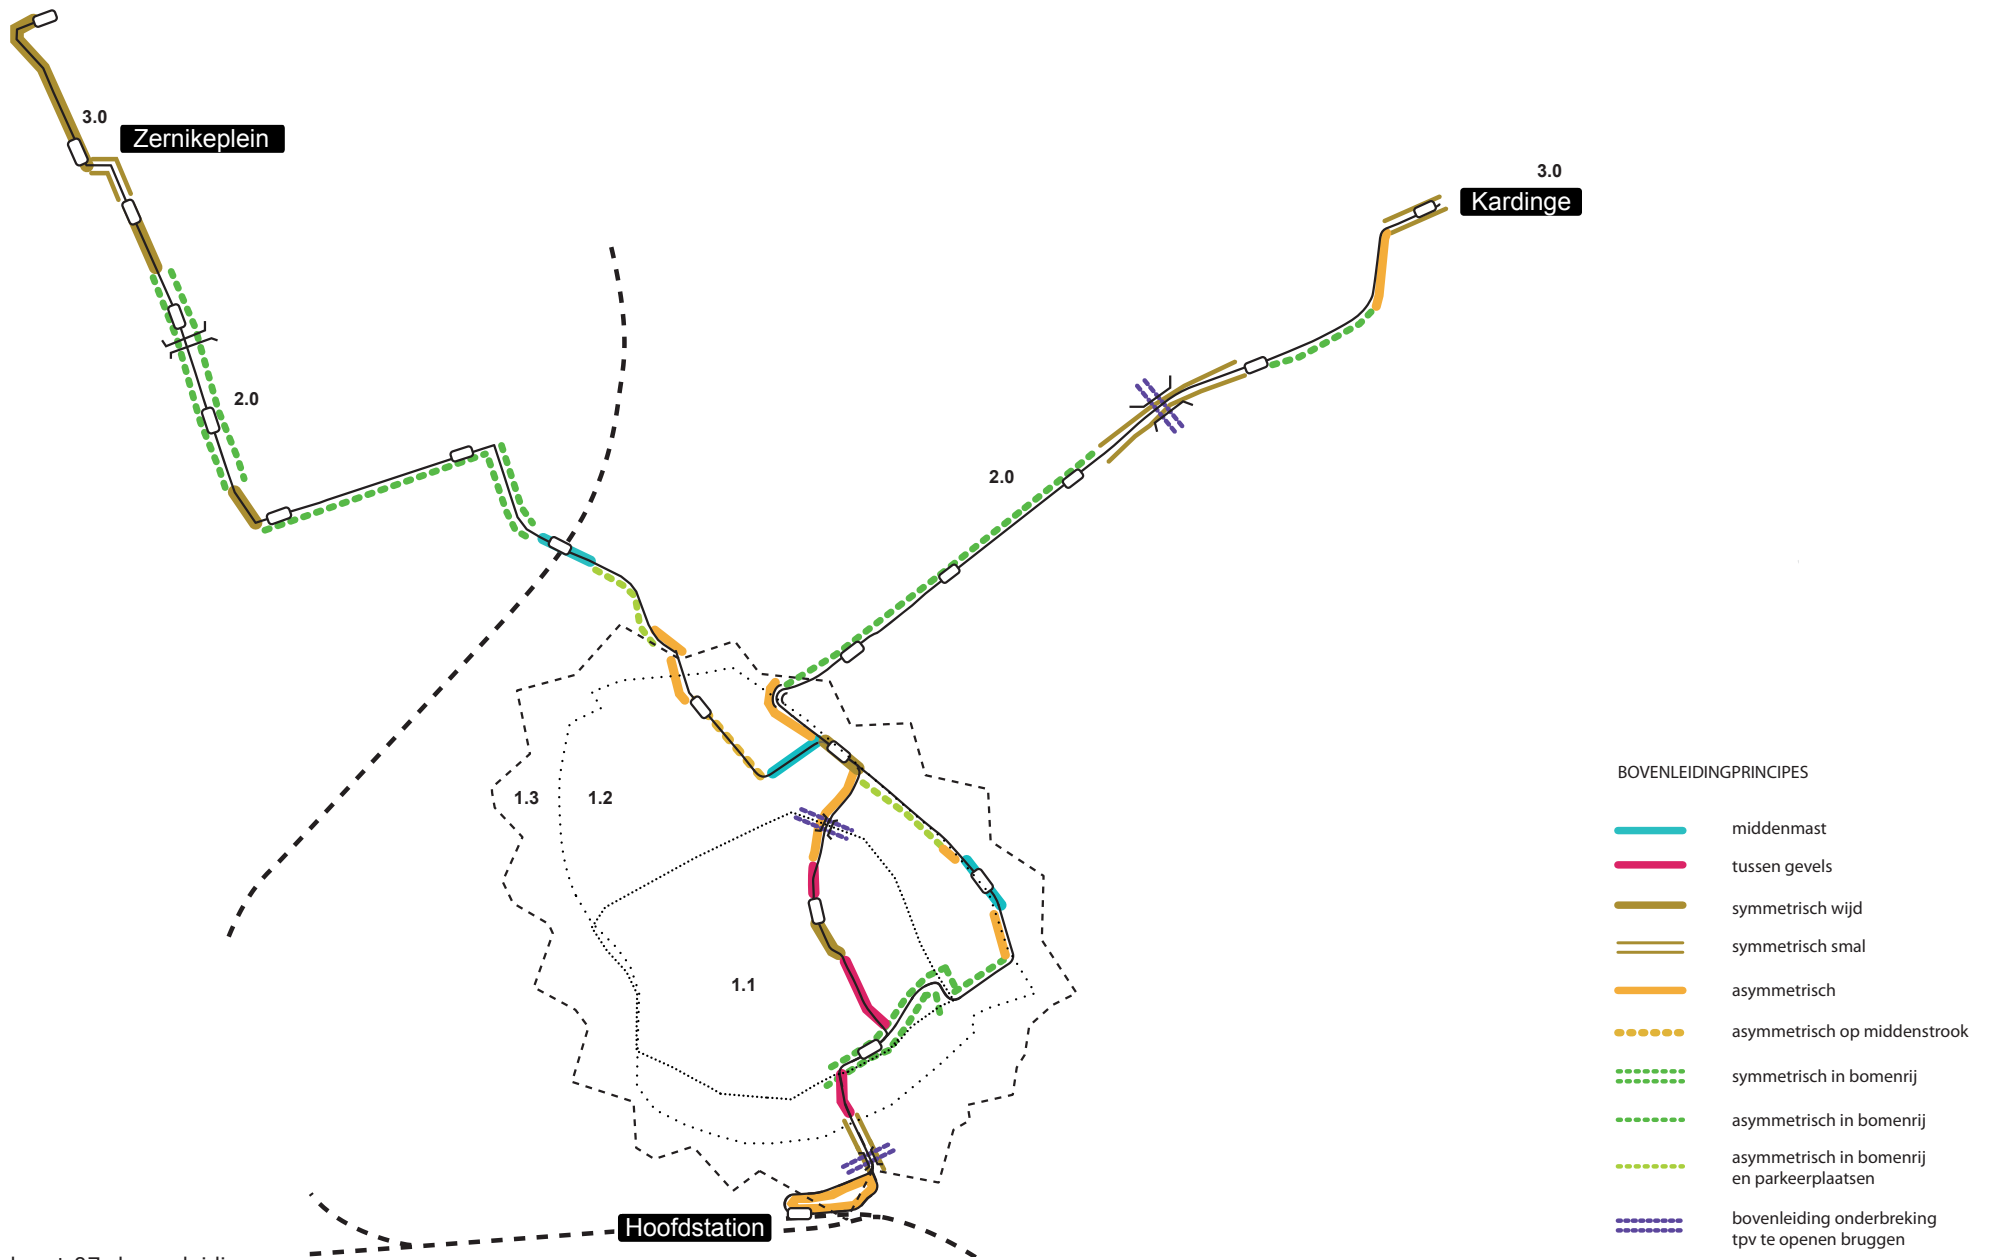 3.0
Zernikeplein
3.0
Kardinge
2.0
2.0
1.3
1.2
1.1
Hoofdstation
BOVENLEIDINGPRINCIPES
middenmast
tussen gevels
symmetrisch wijd
symmetrisch smal
asymmetrisch
asymmetrisch op middenstrook
symmetrisch in bomenrij
asymmetrisch in bomenrij
asymmetrisch in bomenrij
en parkeerplaatsen
bovenleiding onderbreking
tpv te openen bruggen